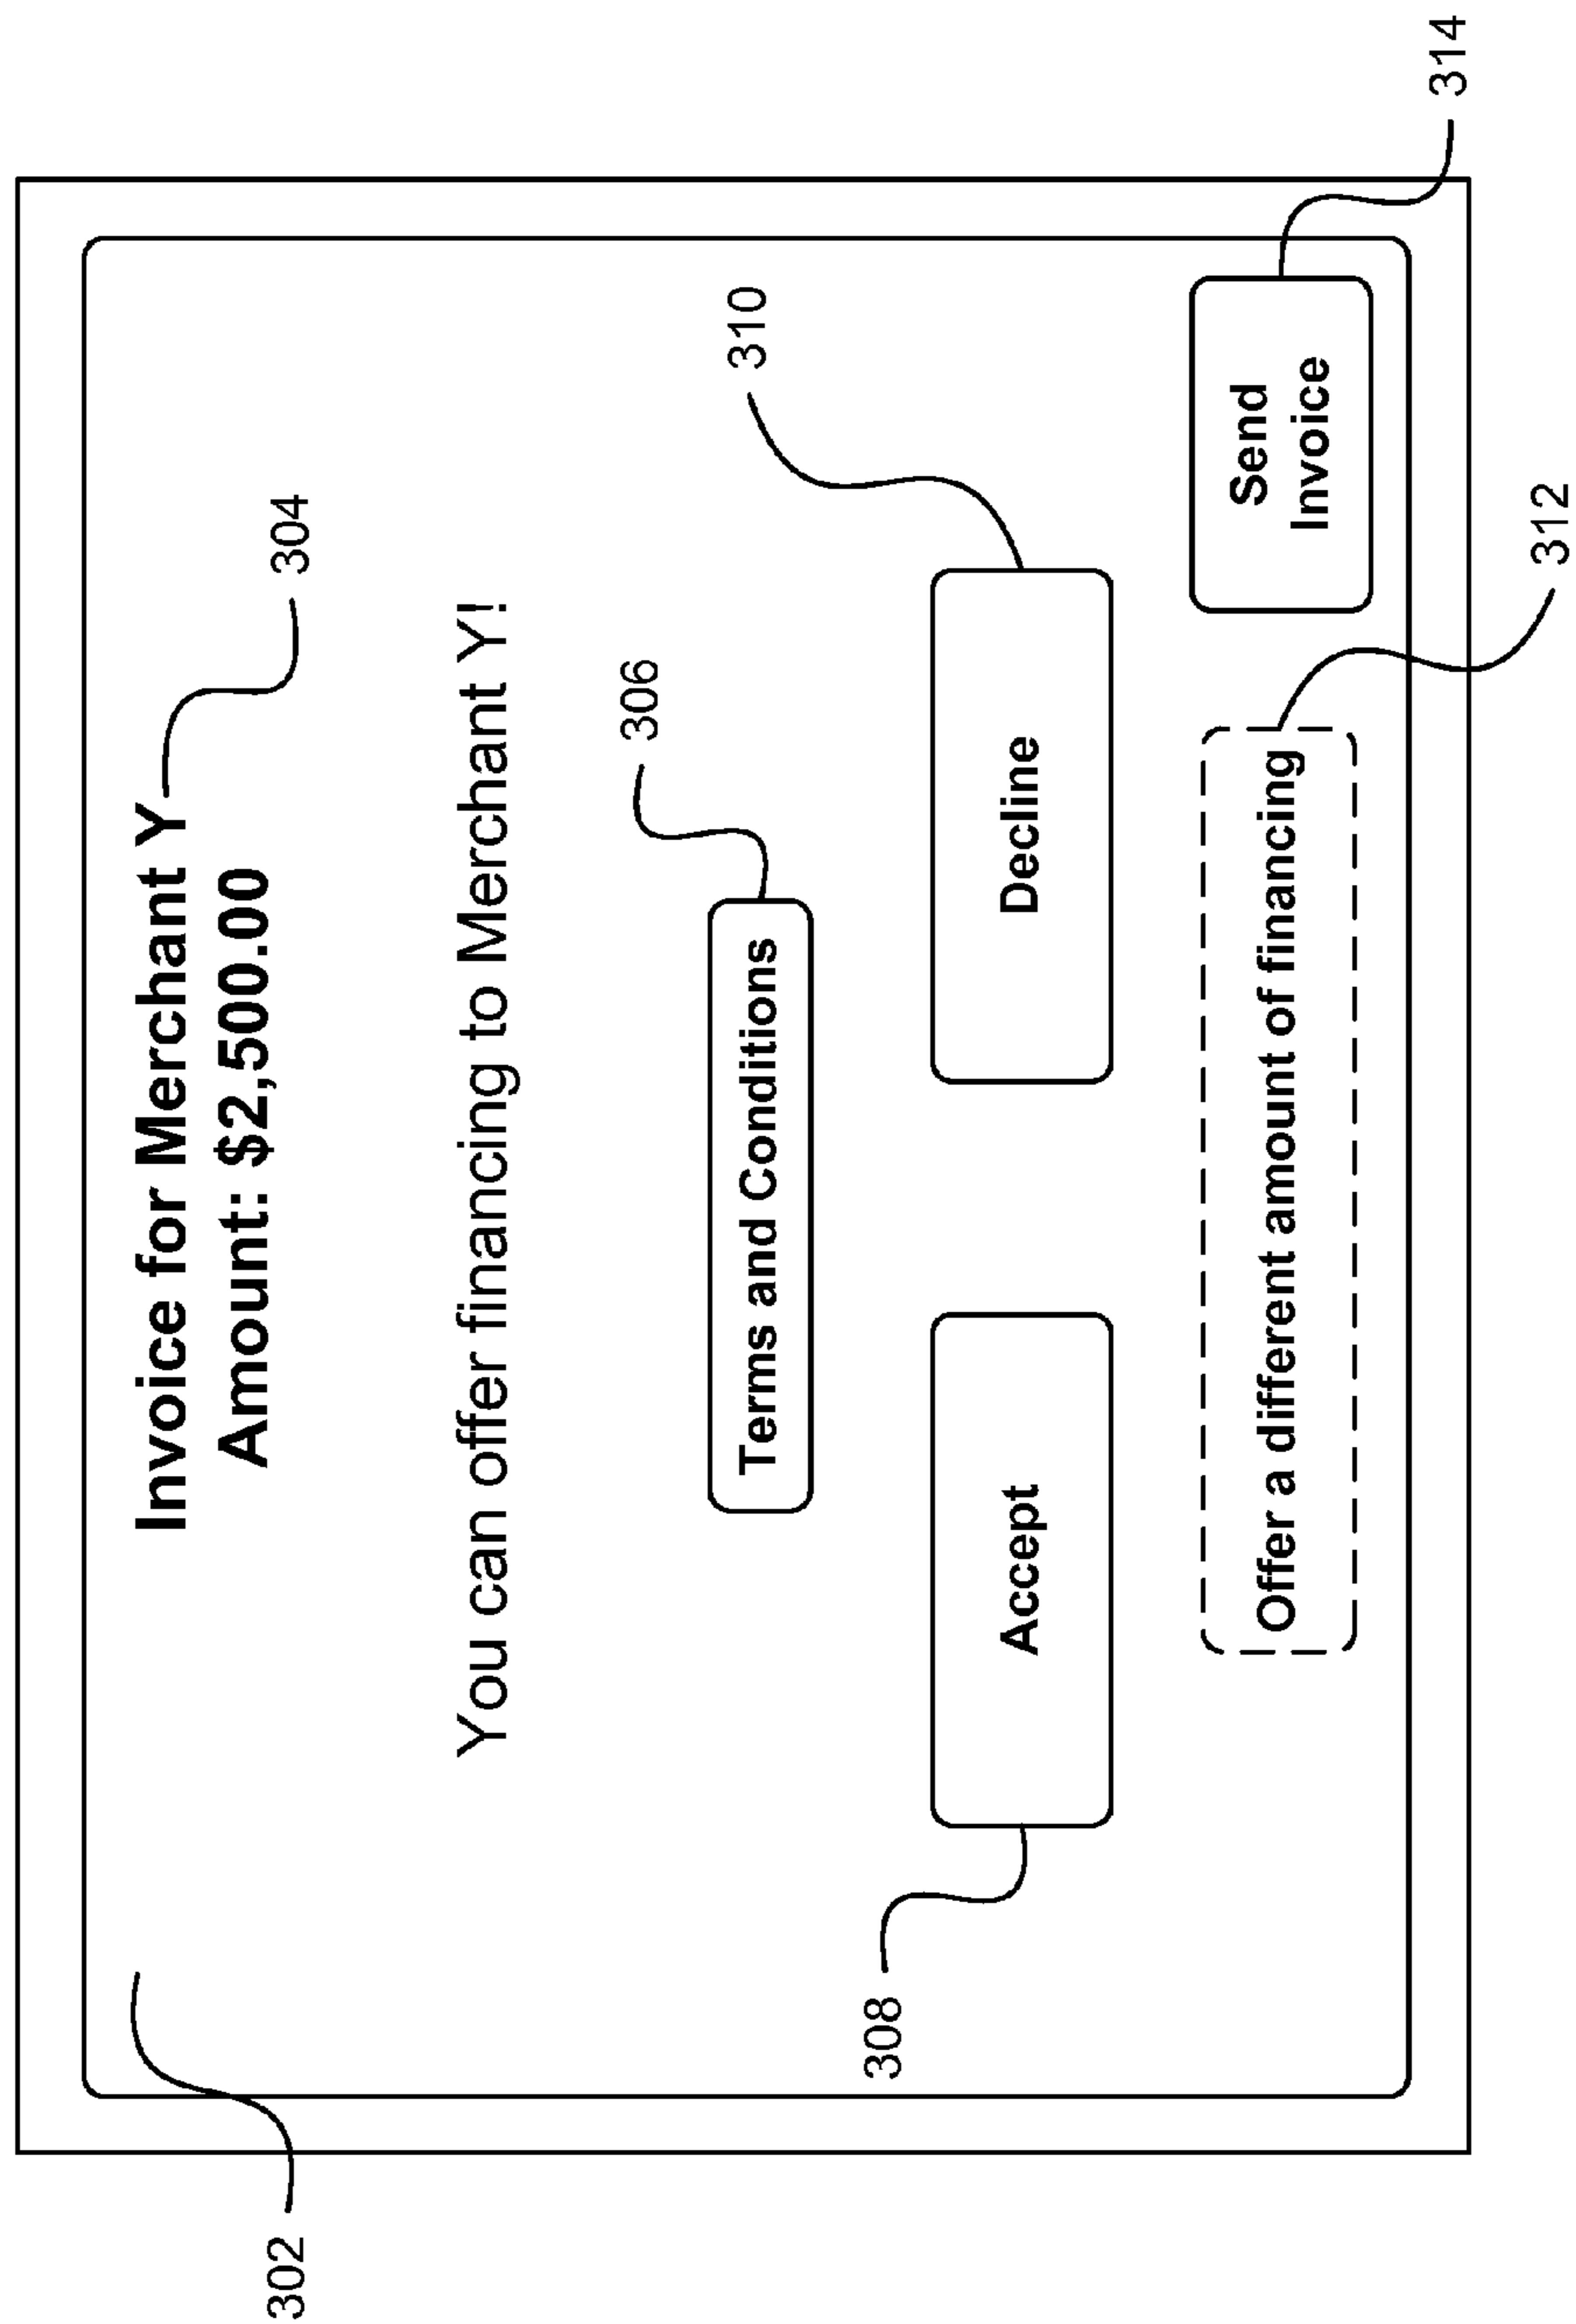 Invoice for Merchant Y
304
Amount: $2,500.00
302
You can offer financing to Merchant Y!
306
Terms and Conditions
310
308
Accept
Decline
Offer a different amount of financing
Send
Invoice
314
312